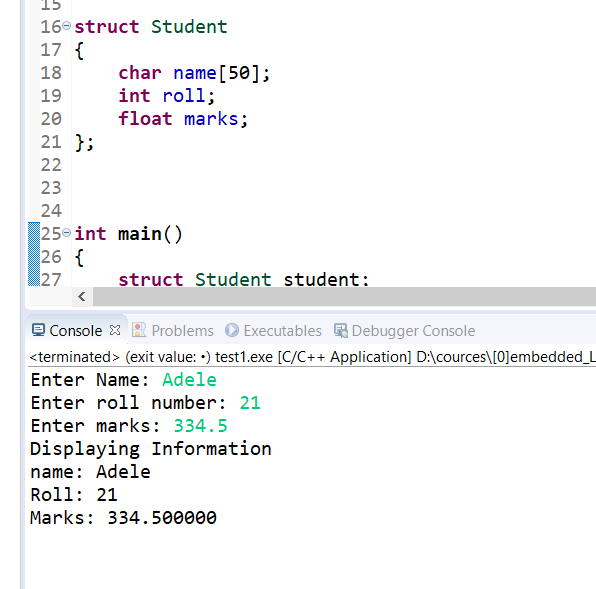 15
16 struct Student
17 {
18 char name[50];
19 int roll;
20 float marks;
21 };
22
23
24
25 int main()
26 {
27 struct Student student;
Console Problems Executables Debugger Console
<terminated> (exit value: •) test1.exe [C/C++ Application] D:\cources\[0]embedded_L
Enter Name: Adele
Enter roll number: 21
Enter marks: 334.5
Displaying Information
name: Adele
Roll: 21
Marks: 334.500000